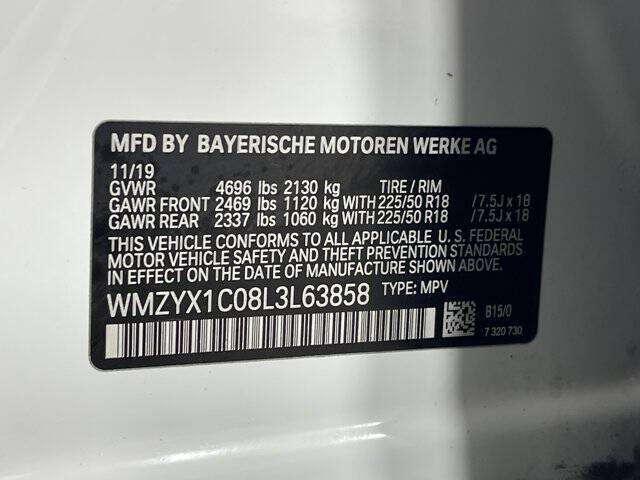 MFD BY BAYERISCHE MOTOREN WERKE AG
11/19
GVWR 4696 lbs 2130 kg TIRE / RIM
GAWR FRONT 2469 lbs 1120 kg WITH 225/50 R18 / 7.5J x 18
GAWR REAR 2337 lbs 1060 kg WITH 225/50 R18 / 7.5J x 18
THIS VEHICLE CONFORMS TO ALL APPLICABLE U. S. FEDERAL
MOTOR VEHICLE SAFETY AND THEFT PREVENTION STANDARDS
IN EFFECT ON THE DATE OF MANUFACTURE SHOWN ABOVE.
WMZYX1C08L3L63858 TYPE: MPV
B15/0
7 320 730